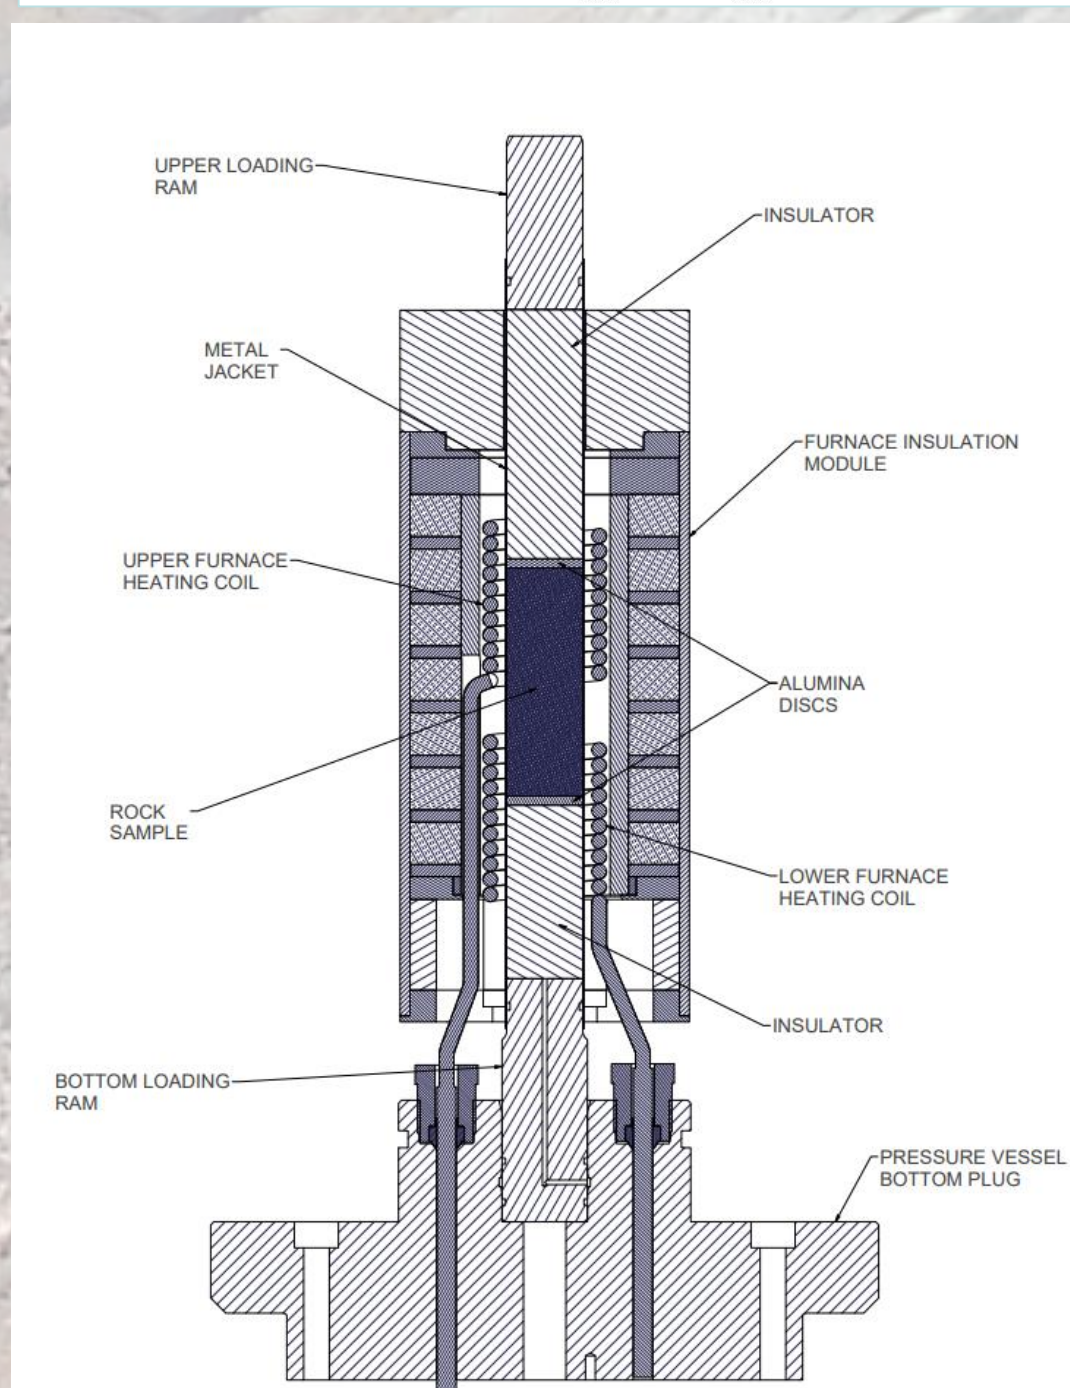 UPPER LOADING
RAM
INSULATOR
METAL
JACKET
FURNACE INSULATION
MODULE
UPPER FURNACE
HEATING COIL
ALUMINA
DISCS
ROCK
SAMPLE
LOWER FURNACE
HEATING COIL
INSULATOR
BOTTOM LOADING
RAM
PRESSURE VESSEL
BOTTOM PLUG